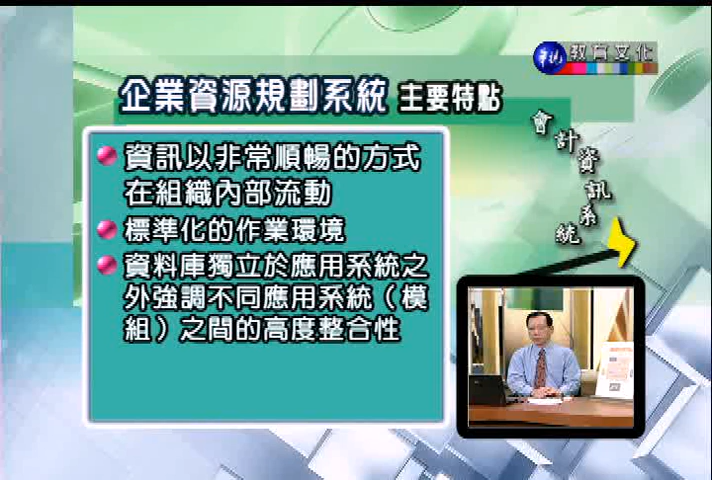 華視 教育文化
企業資源規劃系統 主要特點
會計資訊系統
資訊以非常順暢的方式
在組織內部流動
標準化的作業環境
資料庫獨立於應用系統之
外強調不同應用系統（模
組）之間的高度整合性